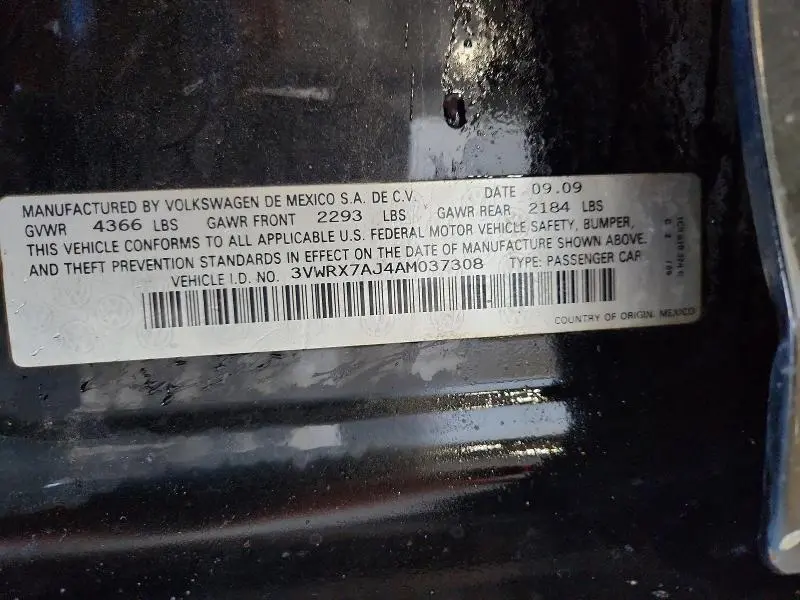 MANUFACTURED BY VOLKSWAGEN DE MEXICO S.A. DE C.V. DATE 09.09
GVWR 4366 LBS GAWR FRONT 2293 LBS GAWR REAR 2184 LBS
THIS VEHICLE CONFORMS TO ALL APPLICABLE U.S. FEDERAL MOTOR VEHICLE SAFETY, BUMPER,
AND THEFT PREVENTION STANDARDS IN EFFECT ON THE DATE OF MANUFACTURE SHOWN ABOVE.
VEHICLE I.D. NO. 3VWRX7AJ4AM037308 TYPE: PASSENGER CAR
COUNTRY OF ORIGIN: MEXICO